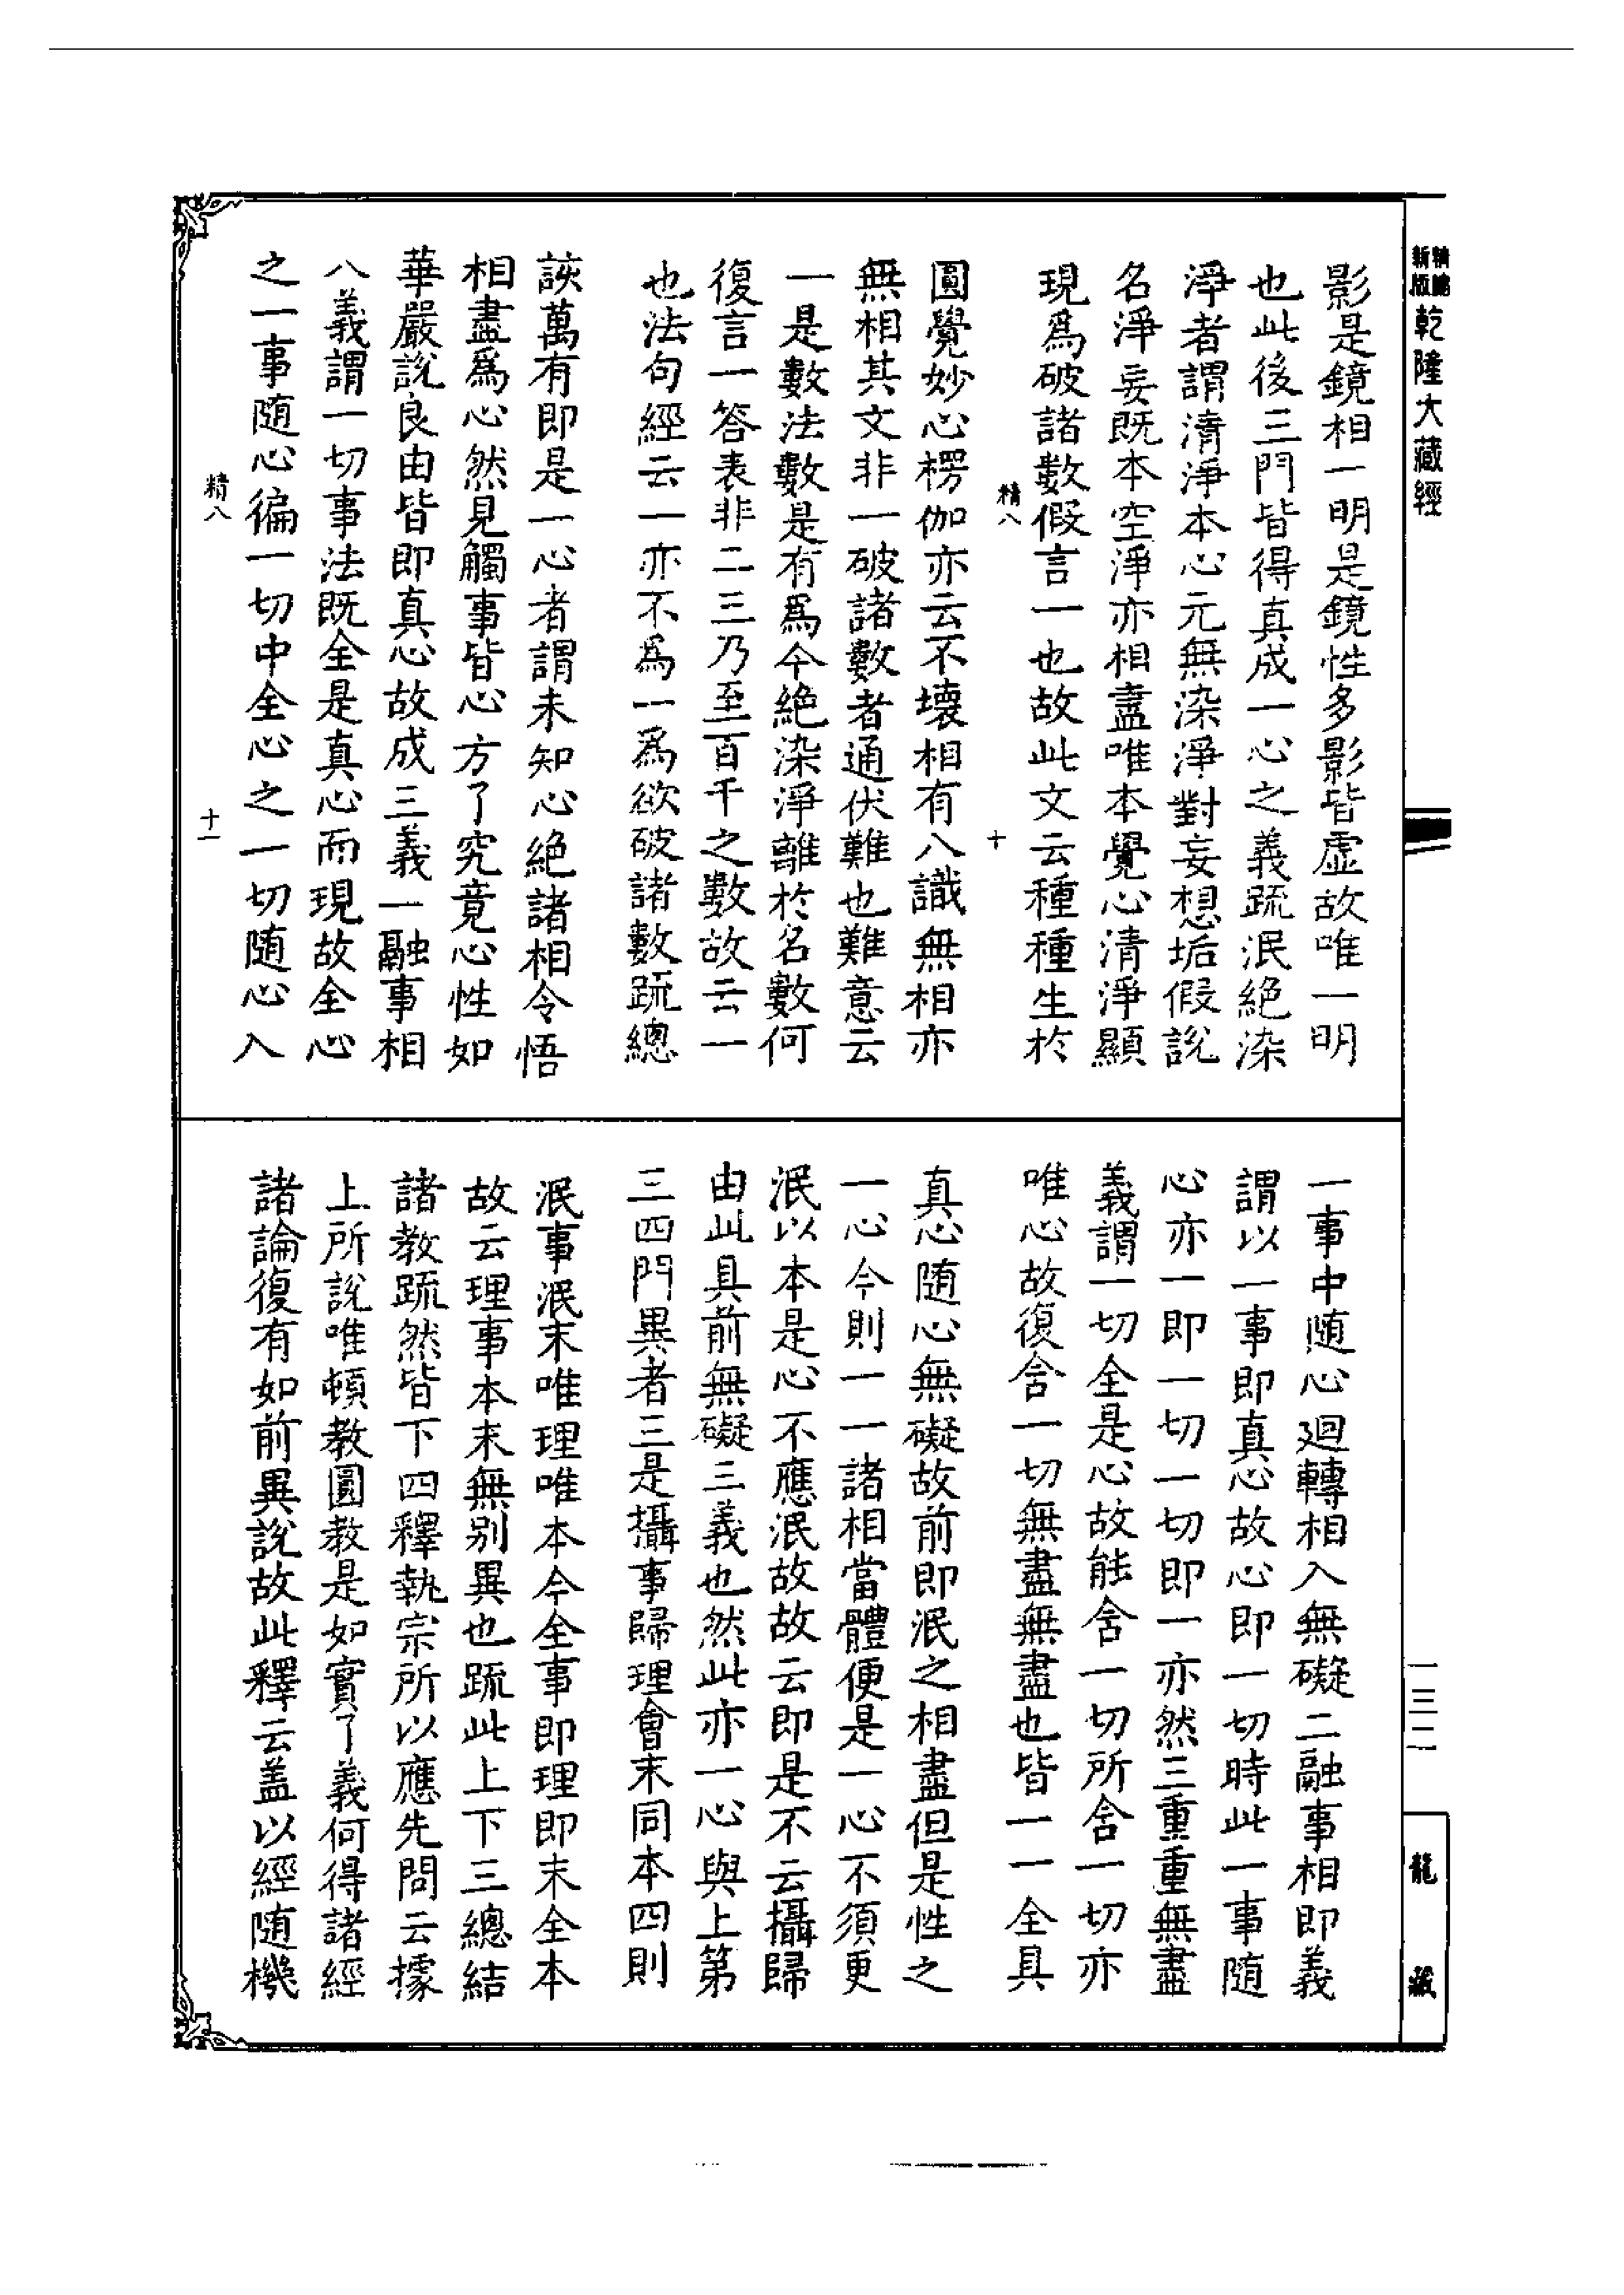 新版精縮乾隆大藏經
影是鏡相一明是鏡性多影皆虛故唯一明
也此後三門皆得真成一心之義䟽泯絕染
淨者謂清淨本心元無染淨對妄想垢假說
名淨妄既本空淨亦相盡唯本覺心清淨顯
現爲破諸數假言一也故此文云種種生於
精八
十
圓覺妙心楞伽亦云不壞相有八識無相亦
無相其文非一破諸數者通伏難也難意云
一是數法數是有爲今絕染淨離於名數何
復言一答表非二三乃至百千之數故云一
也法句經云一亦不爲一爲欲破諸數䟽總
該萬有即是一心者謂未知心絕諸相令悟
相盡爲心然見觸事皆心方了究竟心性如
華嚴說良由皆即真心故成三義一融事相
八義謂一切事法既全是真心而現故全心
之一事随心徧一切中全心之一切随心入
精八
十一
一事中随心迴轉相入無礙二融事相即義
謂以一事即真心故心即一切時此一事随
心亦一即一切一切即一亦然三重重無盡
義謂一切全是心故能含一切所含一切亦
唯心故復含一切無盡無盡也皆一一全具
真心随心無礙故前即泯之相盡但是性之
一心今則一一諸相當體便是一心不須更
泯以本是心不應泯故故云即是不云攝歸
由此具前無礙三義也然此亦一心與上第
三四門異者三是攝事歸理會末同本四則
泯事泯末唯理唯本今全事即理即末全本
故云理事本末無别異也䟽此上下三總結
諸教䟽然皆下四釋執宗所以應先問云據
上所說唯頓教圓教是如實了義何得諸經
諸論復有如前異說故此釋云盖以經随機
一三二
龍藏